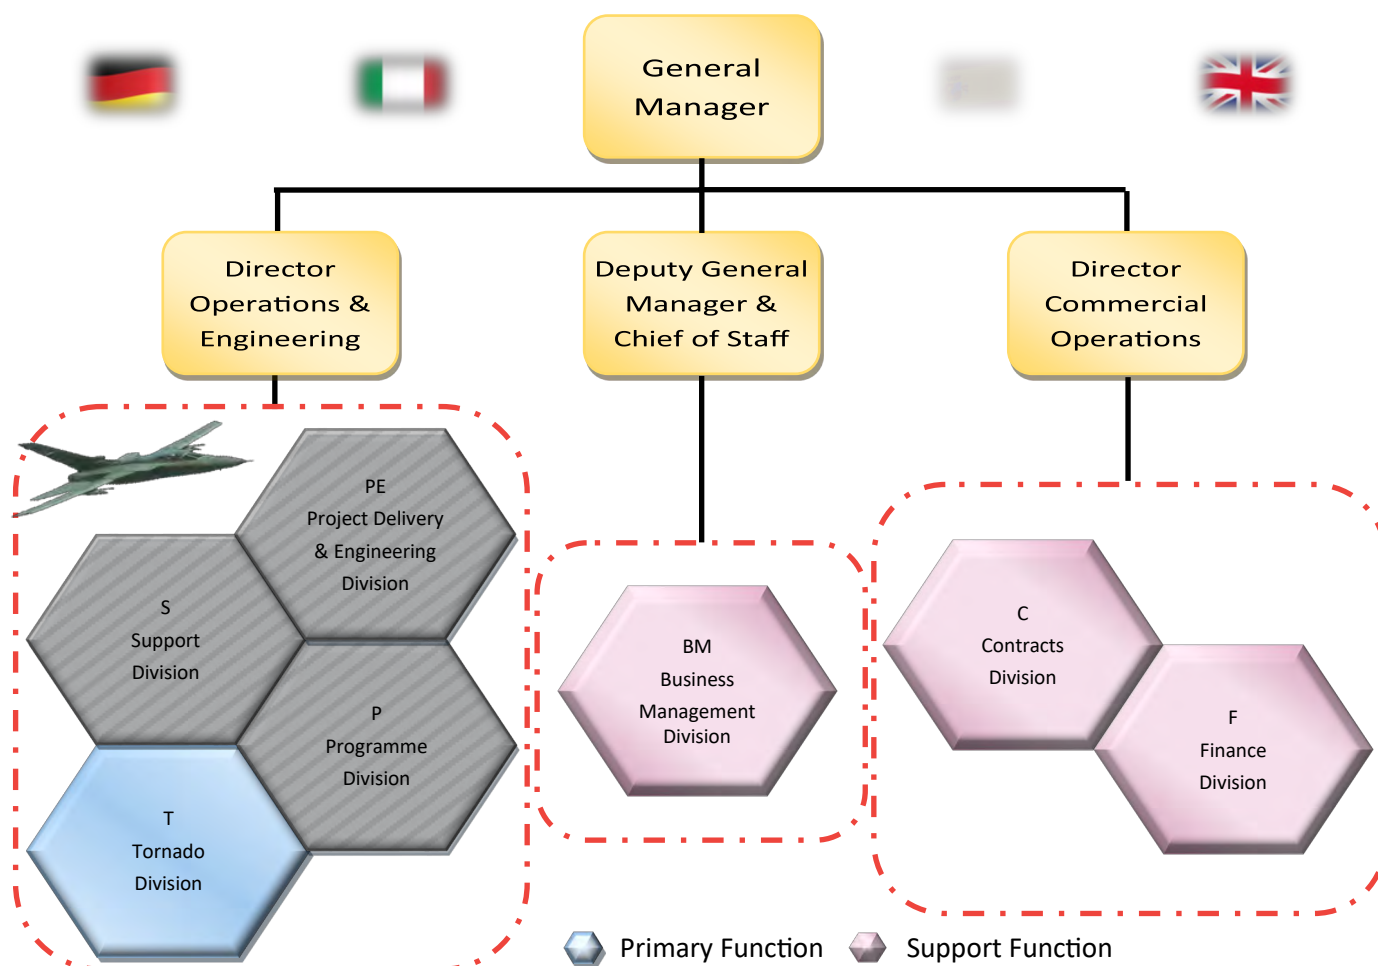 General
Manager
Director
Operations &
Engineering
Deputy General
Manager &
Chief of Staff
Director
Commercial
Operations
PE
Project Delivery
& Engineering
Division
S
Support
Division
P
Programme
Division
T
Tornado
Division
BM
Business
Management
Division
C
Contracts
Division
F
Finance
Division
Primary Function
Support Function